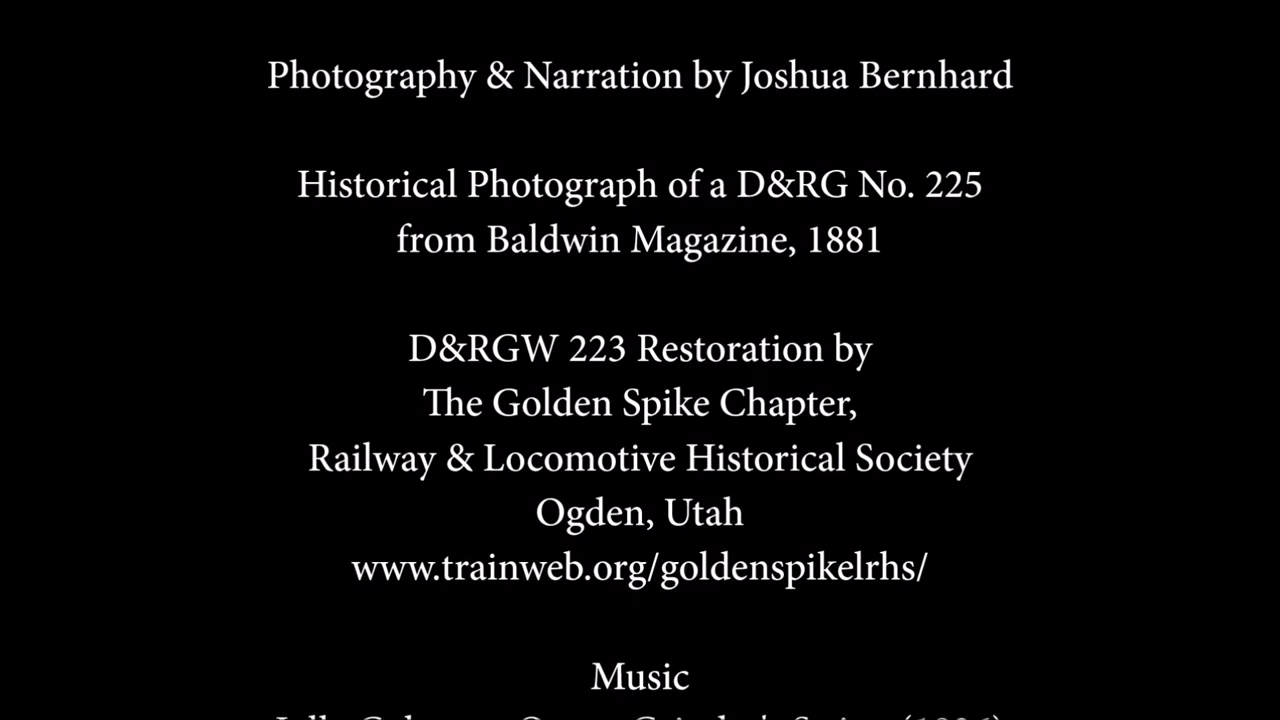 Photography & Narration by Joshua Bernhard
Historical Photograph of a D&RG No. 225
from Baldwin Magazine, 1881
D&RGW 223 Restoration by
The Golden Spike Chapter,
Railway & Locomotive Historical Society
Ogden, Utah
www.trainweb.org/goldenspikelrhs/
Music